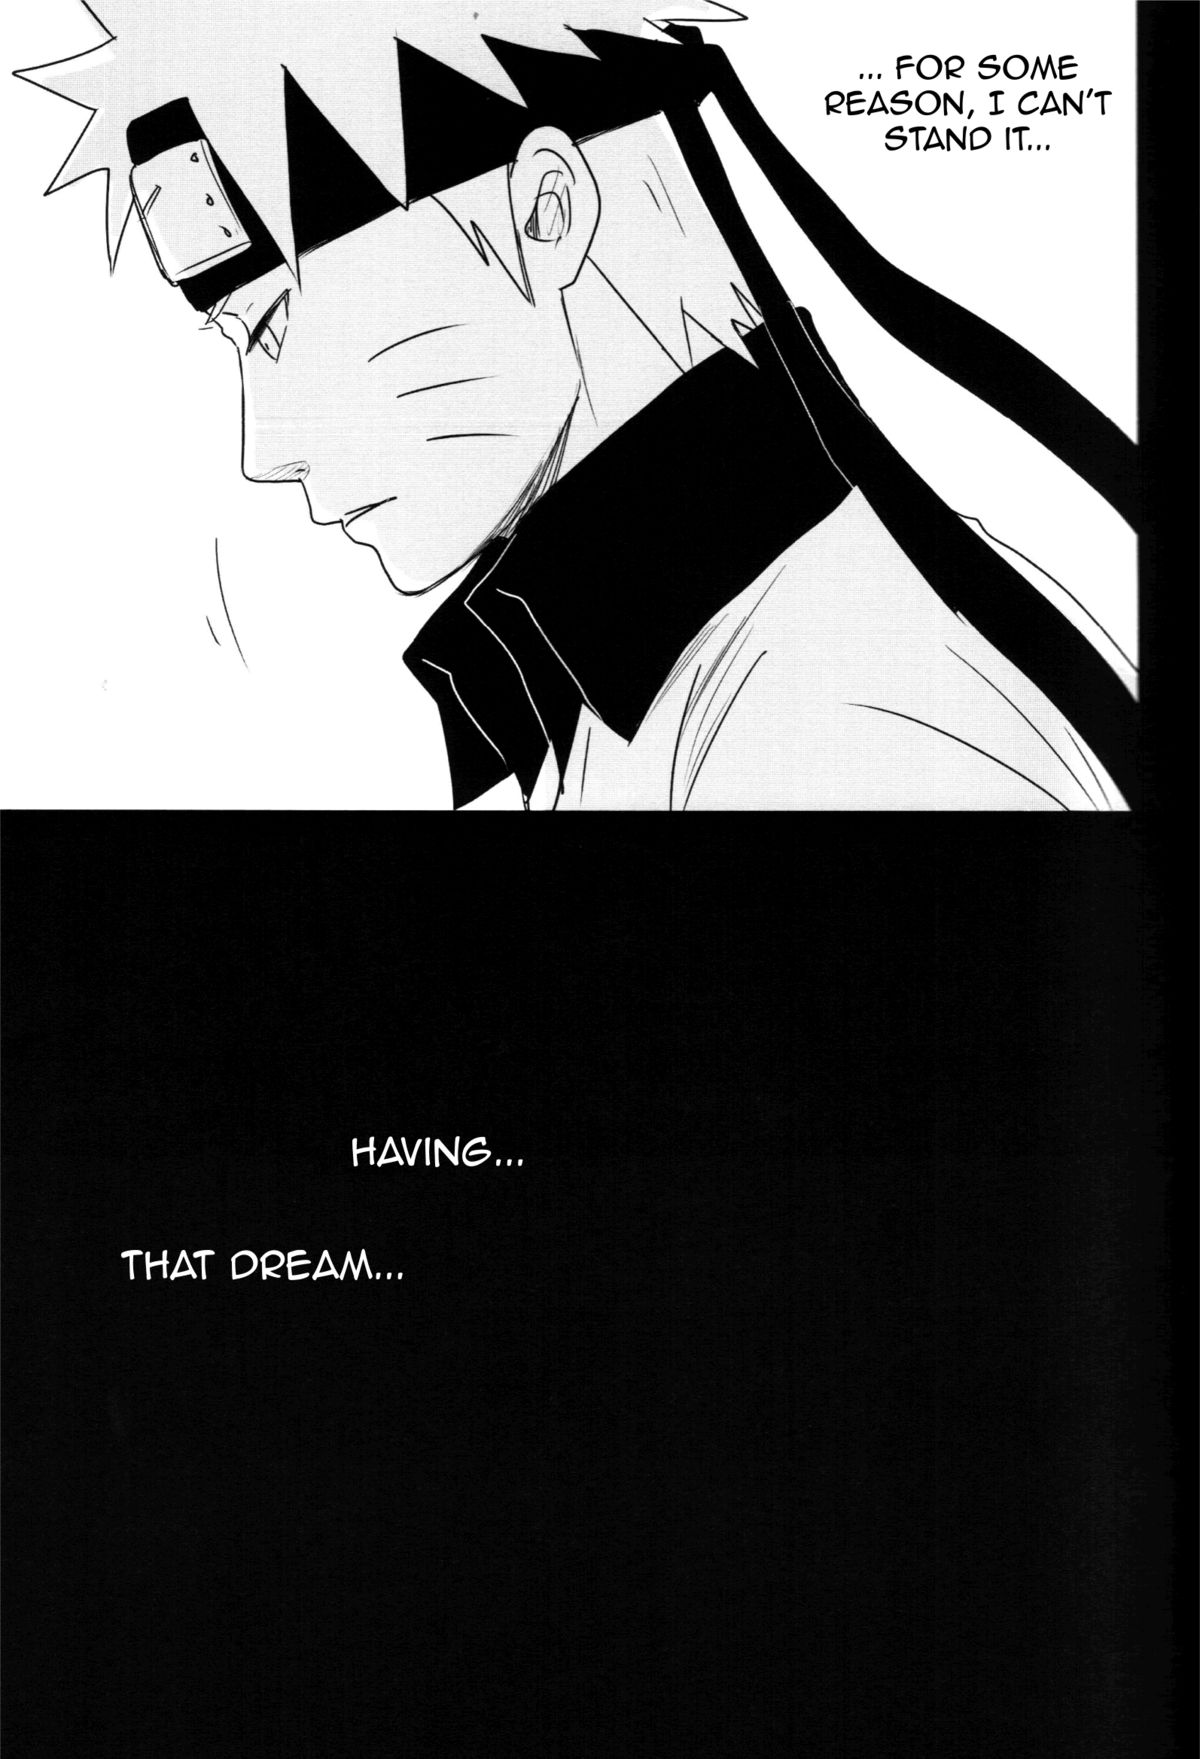 ... FOR SOME
REASON, I CAN'T
STAND IT...
HAVING...
THAT DREAM...